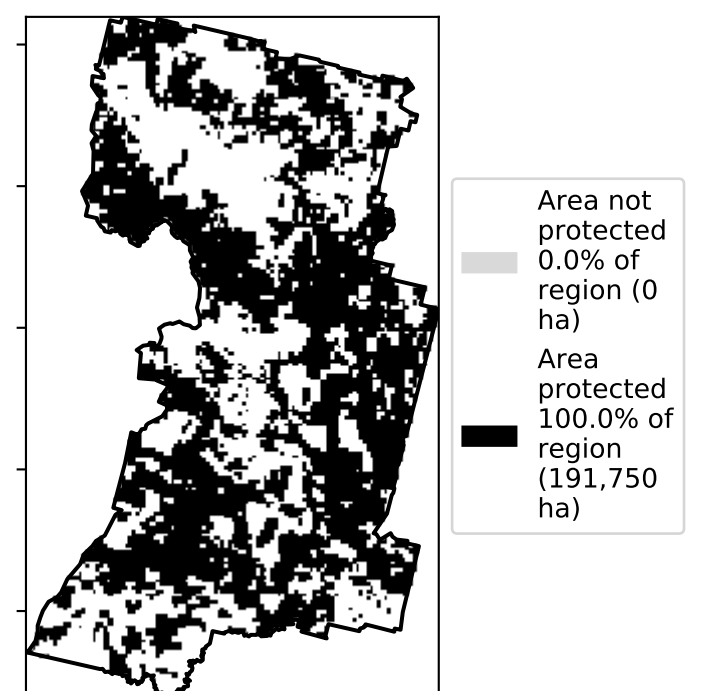 Area not
protected
0.0% of
region (0
ha)
Area
protected
100.0% of
region
(191,750
ha)